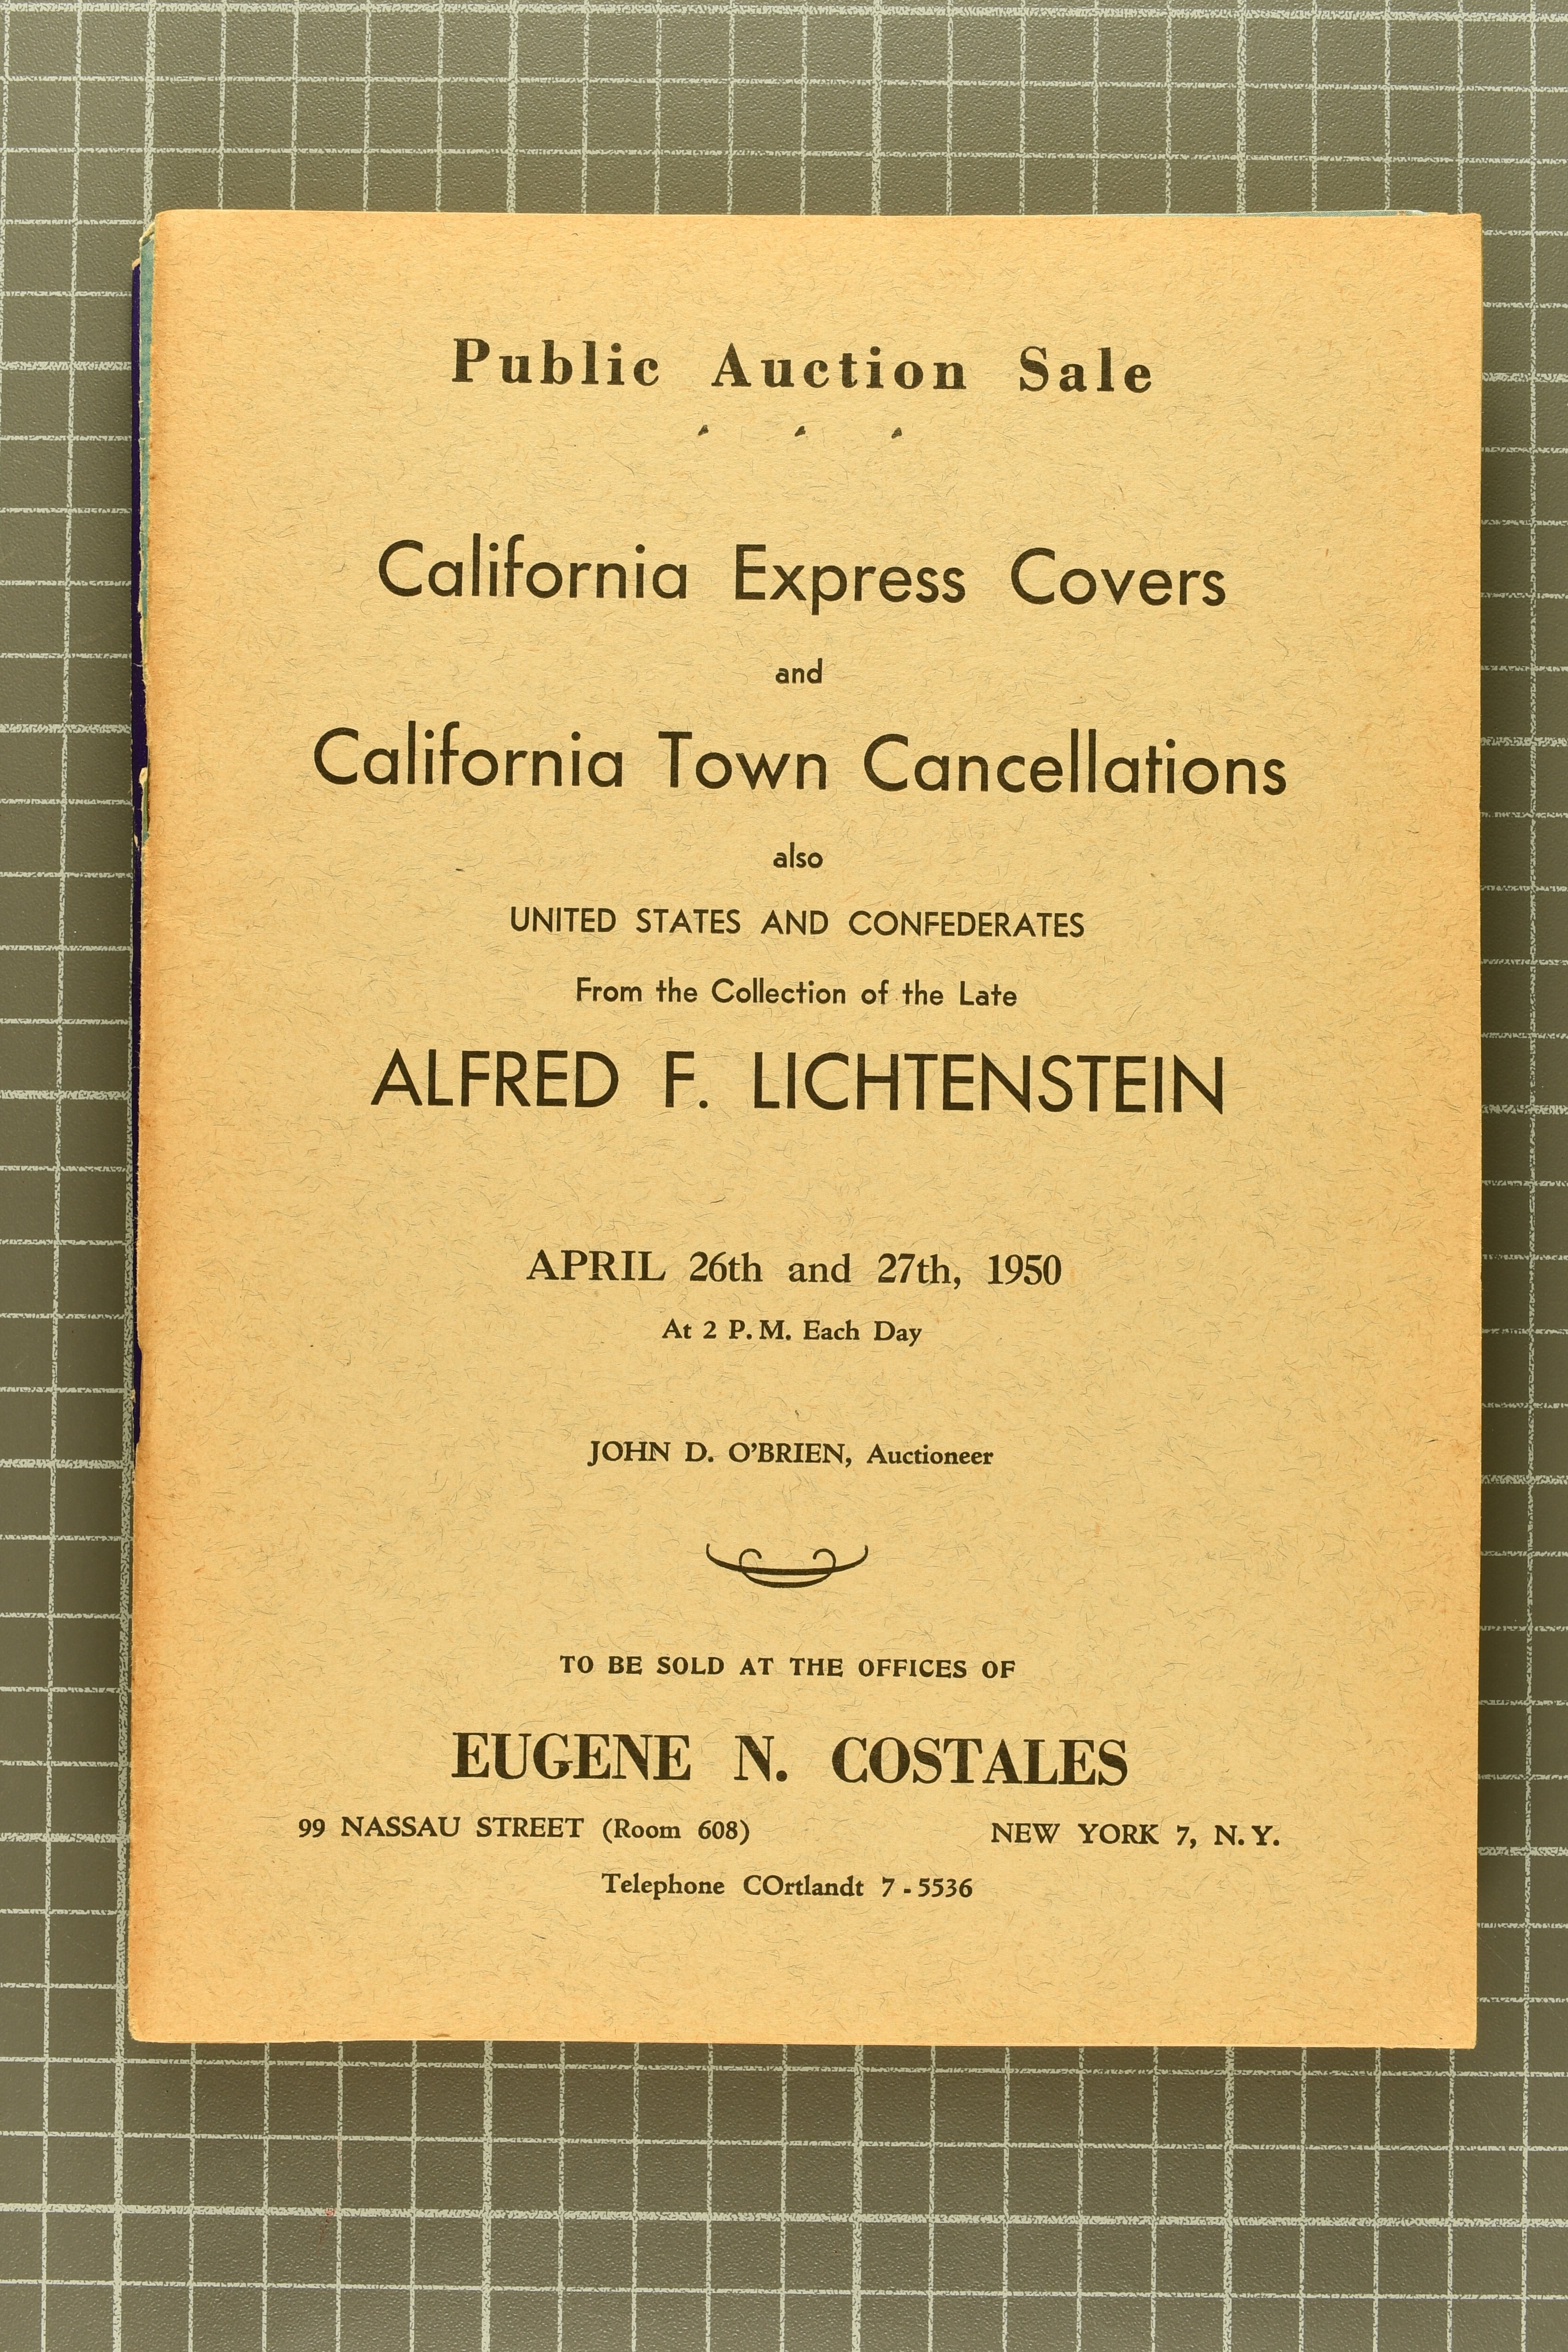 Public Auction Sale
California Express Covers
and
California Town Cancellations
also
UNITED STATES AND CONFEDERATES
From the Collection of the Late
ALFRED F. LICHTENSTEIN
APRIL 26th and 27th, 1950
At 2 P. M. Each Day
JOHN D. O'BRIEN, Auctioneer
TO BE SOLD AT THE OFFICES OF
EUGENE N. COSTALES
99 NASSAU STREET (Room 608) NEW YORK 7, N. Y.
Telephone COrtlandt 7 - 5536